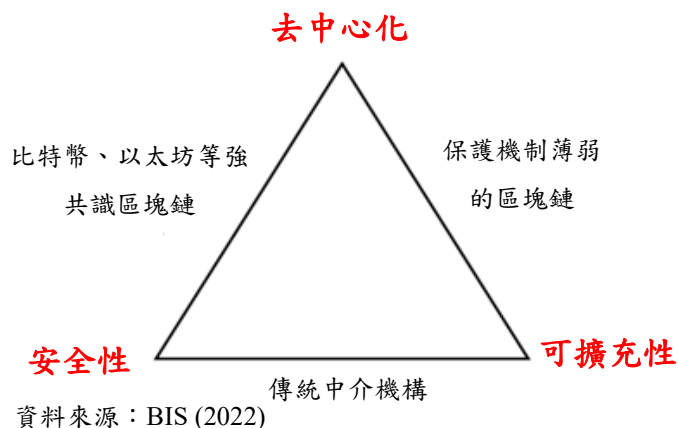 去中心化
比特幣、以太坊等強
共識區塊鏈
保護機制薄弱
的區塊鏈
安全性
可擴充性
傳統中介機構
資料來源：BIS (2022)